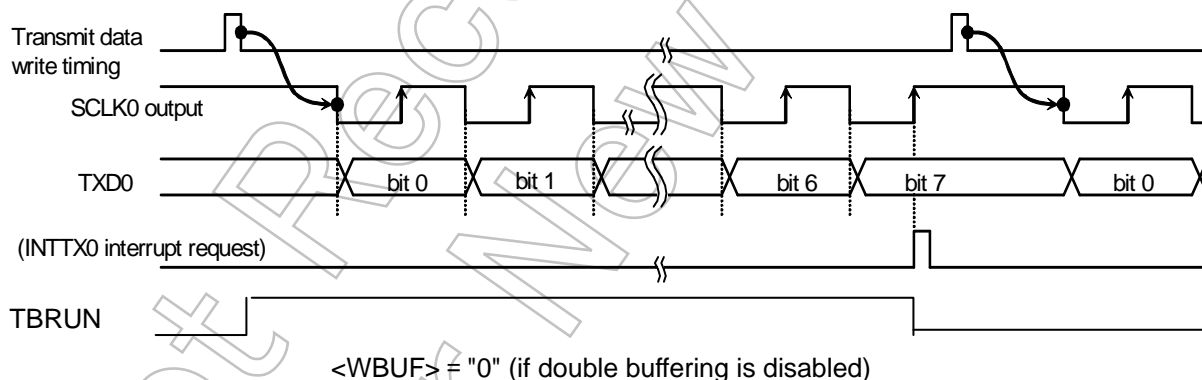 Transmit data
write timing
SCLK0 output
TXD0
bit 0
bit 1
bit 6
bit 7
bit 0
(INTTX0 interrupt request)
TBRUN
<WBUF> = "0" (if double buffering is disabled)